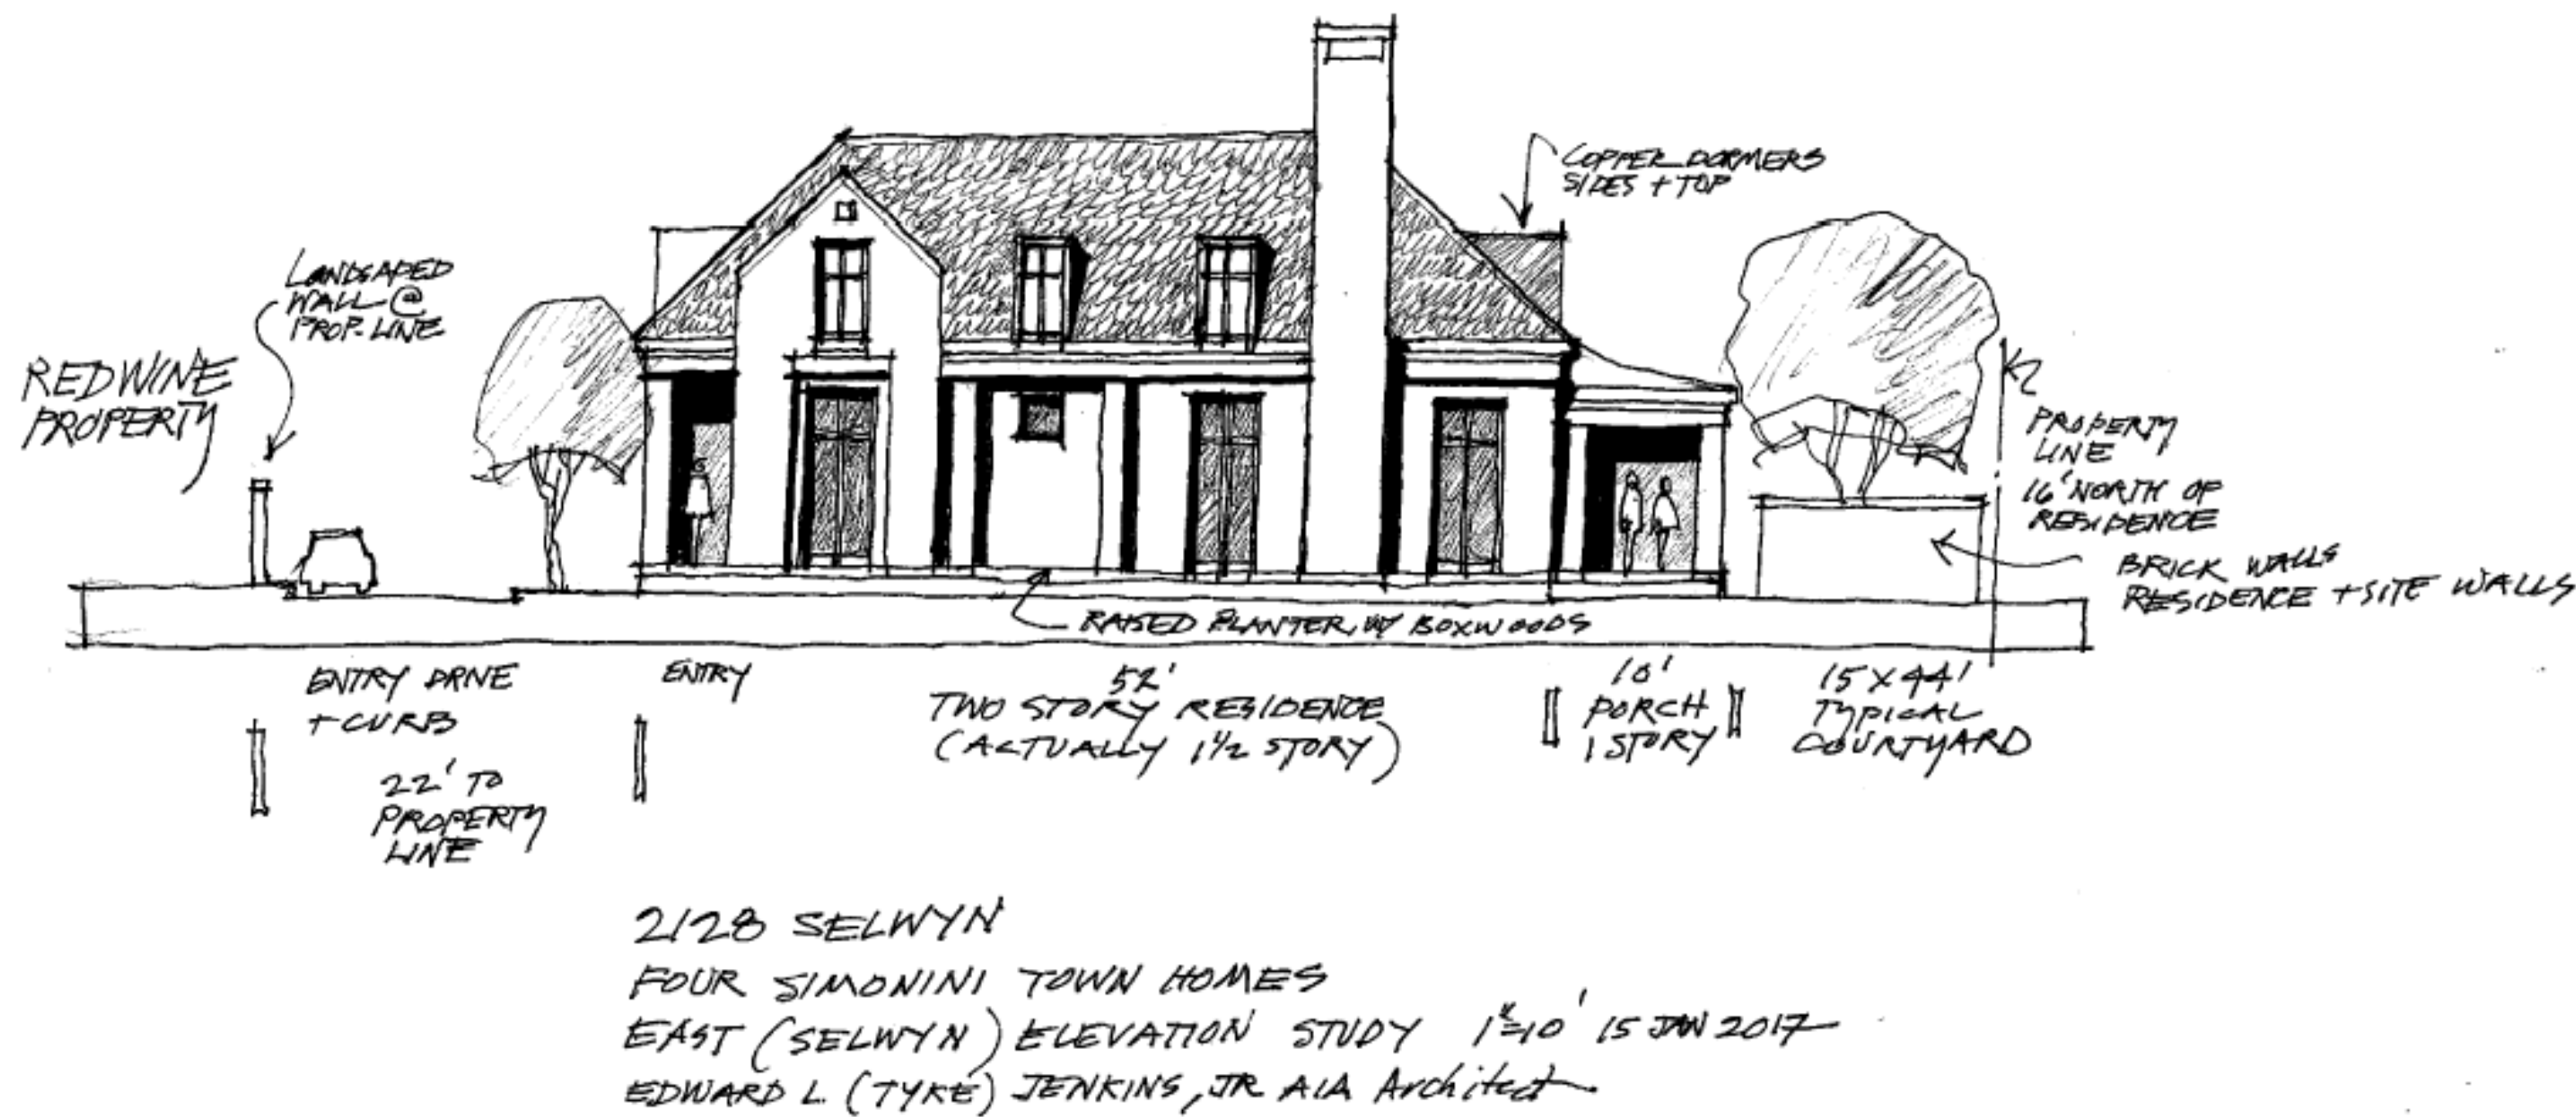 COPPER DORMERS
SIDES + TOP
LANDSAPED
WALL @
PROP. LINE
REDWINE
PROPERTY
PROPERTY
LINE
16' NORTH OF
RESIDENCE
BRICK WALLS
RESIDENCE + SITE WALLS
RAISED PLANTER W/ BOXWOODS
ENTRY DRIVE
+ CURB
22' TO
PROPERTY
LINE
ENTRY
52'
TWO STORY RESIDENCE
(ACTUALLY 1½ STORY)
10'
PORCH
1 STORY
15 X 44'
TYPICAL
COURTYARD
2128 SELWYN
FOUR SIMONINI TOWN HOMES
EAST (SELWYN) ELEVATION STUDY 1"=10' 15 JAN 2017
EDWARD L. (TYKE) JENKINS, JR AIA Architect